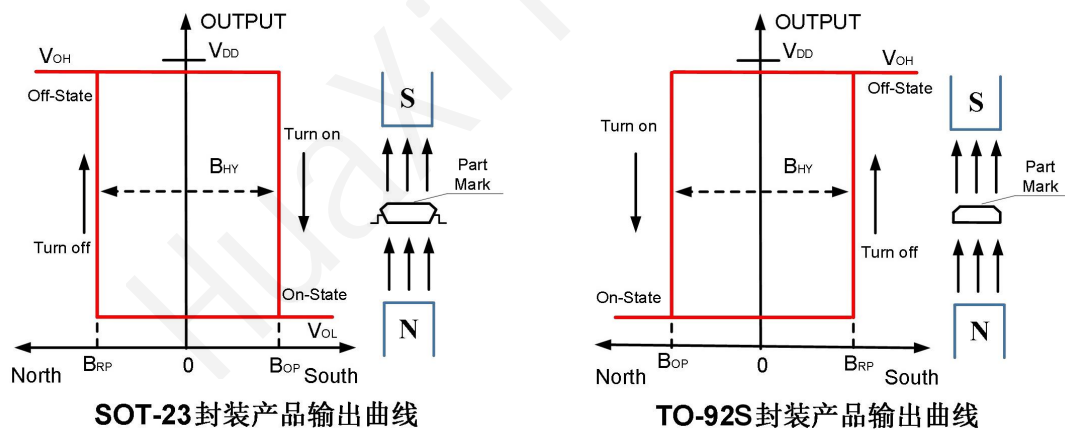 OUTPUT
VDD
VOH
Off-State
Turn on
BHY
Turn off
On-State
VOL
North
BRP
0
BOP
South
S
Part
Mark
N
SOT-23封装产品输出曲线
OUTPUT
VDD
VOH
Off-State
Turn on
BHY
Turn off
On-State
North
BOP
0
BRP
South
S
Part
Mark
N
TO-92S封装产品输出曲线